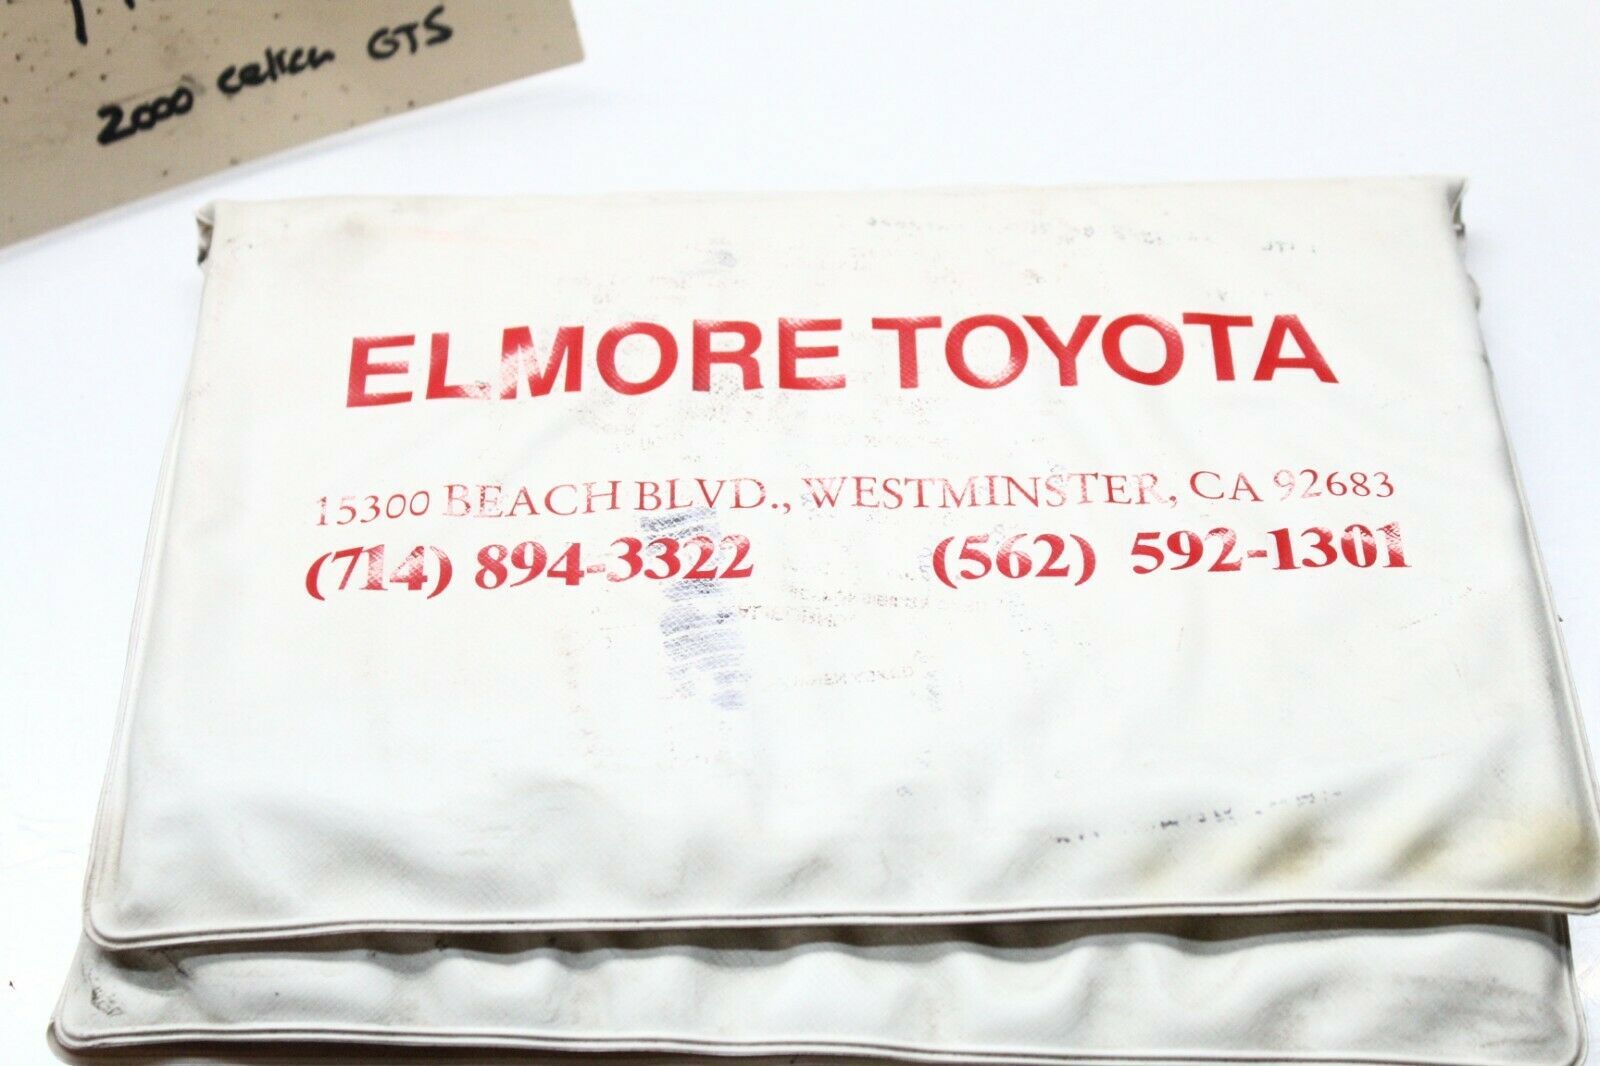 2000 celica GTS
ELMORE TOYOTA
15300 BEACH BLVD., WESTMINSTER, CA 92683
(714) 894-3322 (562) 592-1301